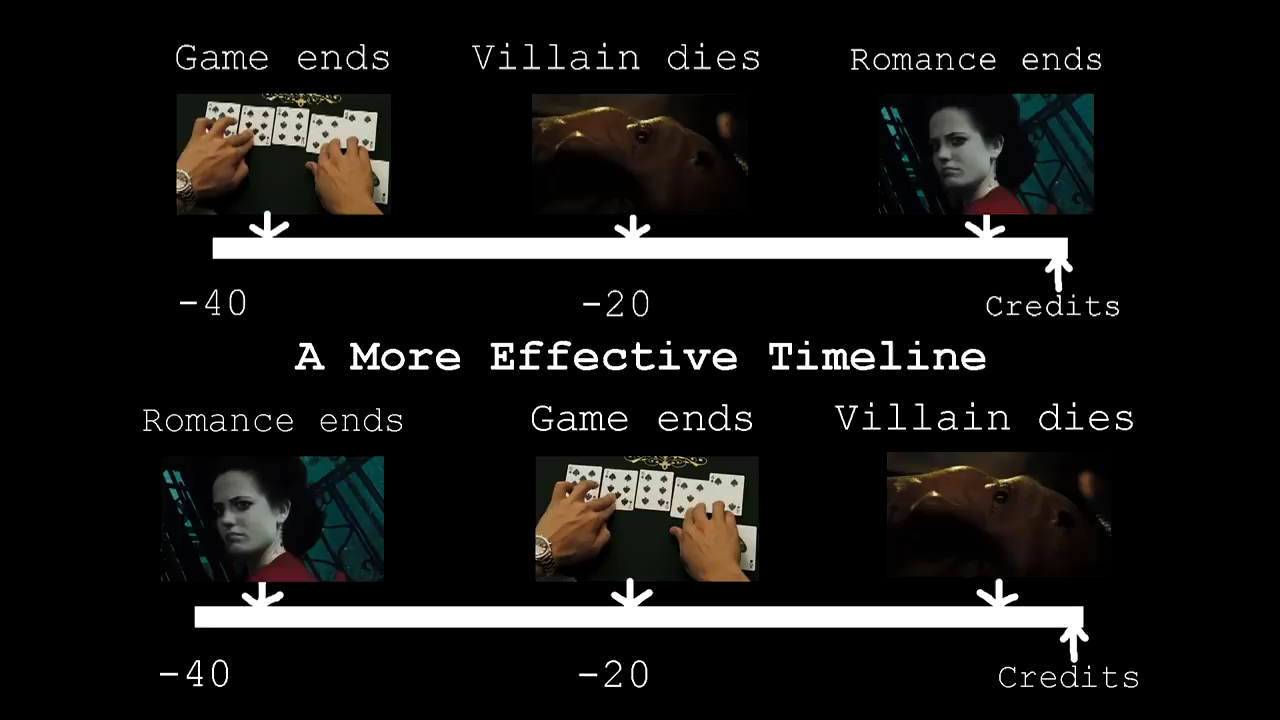 Game ends
Villain dies
Romance ends
-40
-20
Credits
A More Effective Timeline
Romance ends
Game ends
Villain dies
-40
-20
Credits